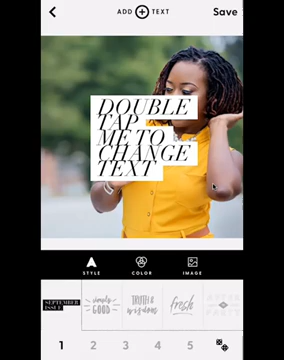 ADD + TEXT
Save
DOUBLE
TAP
ME TO
CHANGE
TEXT
STYLE
COLOR
IMAGE
SEPTEMBER
ISSUE
simply
GOOD
TRUTH &
wisdom
fresh
1
2
3
4
5